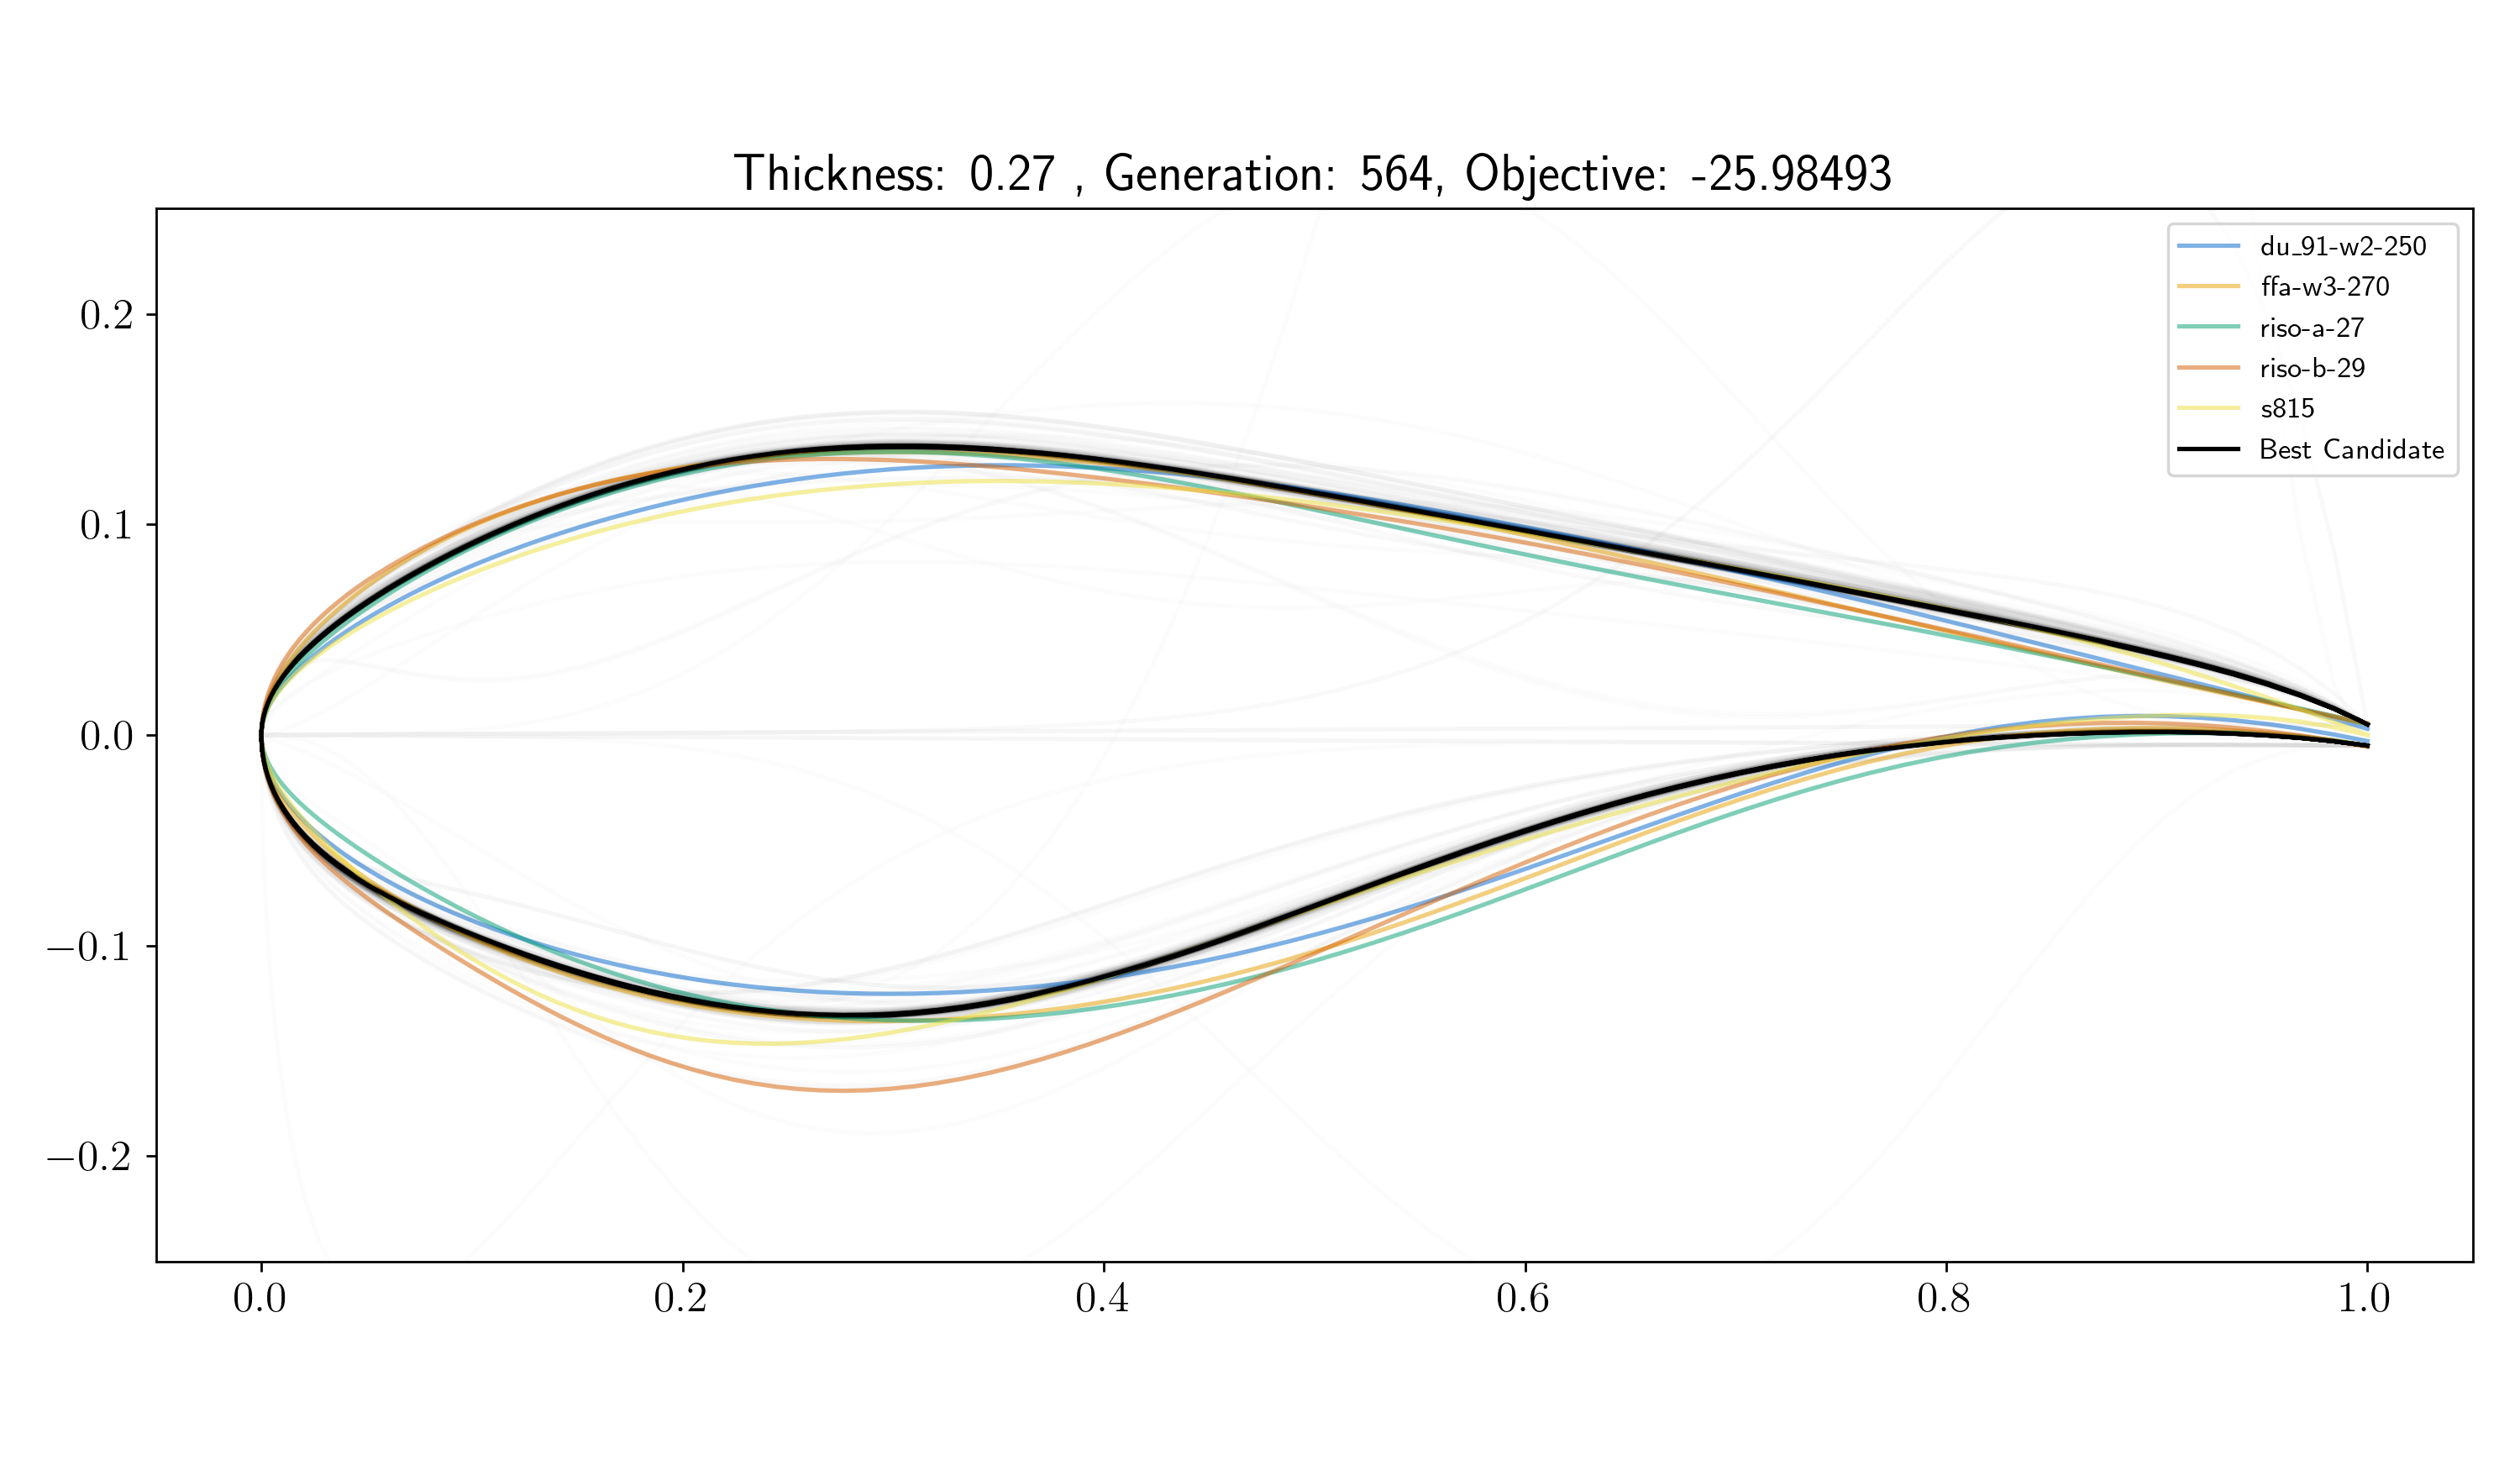 Thickness: 0.27 , Generation: 564, Objective: -25.98493
du_91-w2-250
ffa-w3-270
riso-a-27
riso-b-29
s815
Best Candidate
0.2
0.1
0.0
−0.1
−0.2
0.0 0.2 0.4 0.6 0.8 1.0